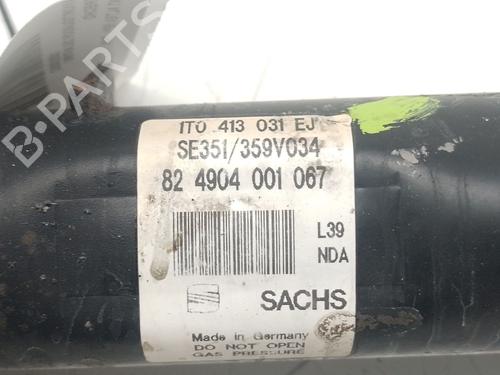 B-PARTS
1T0 413 031 EJ
SE351/359V034
82 4904 001 067
L39
NDA
SACHS
Made in Germany
DO NOT OPEN
GAS PRESSURE